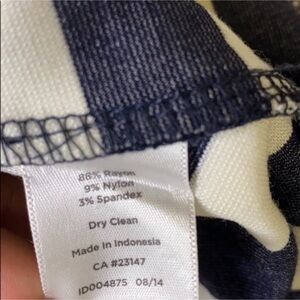 88% Rayon
9% Nylon
3% Spandex
Dry Clean
Made in Indonesia
CA #23147
ID004875 08/14